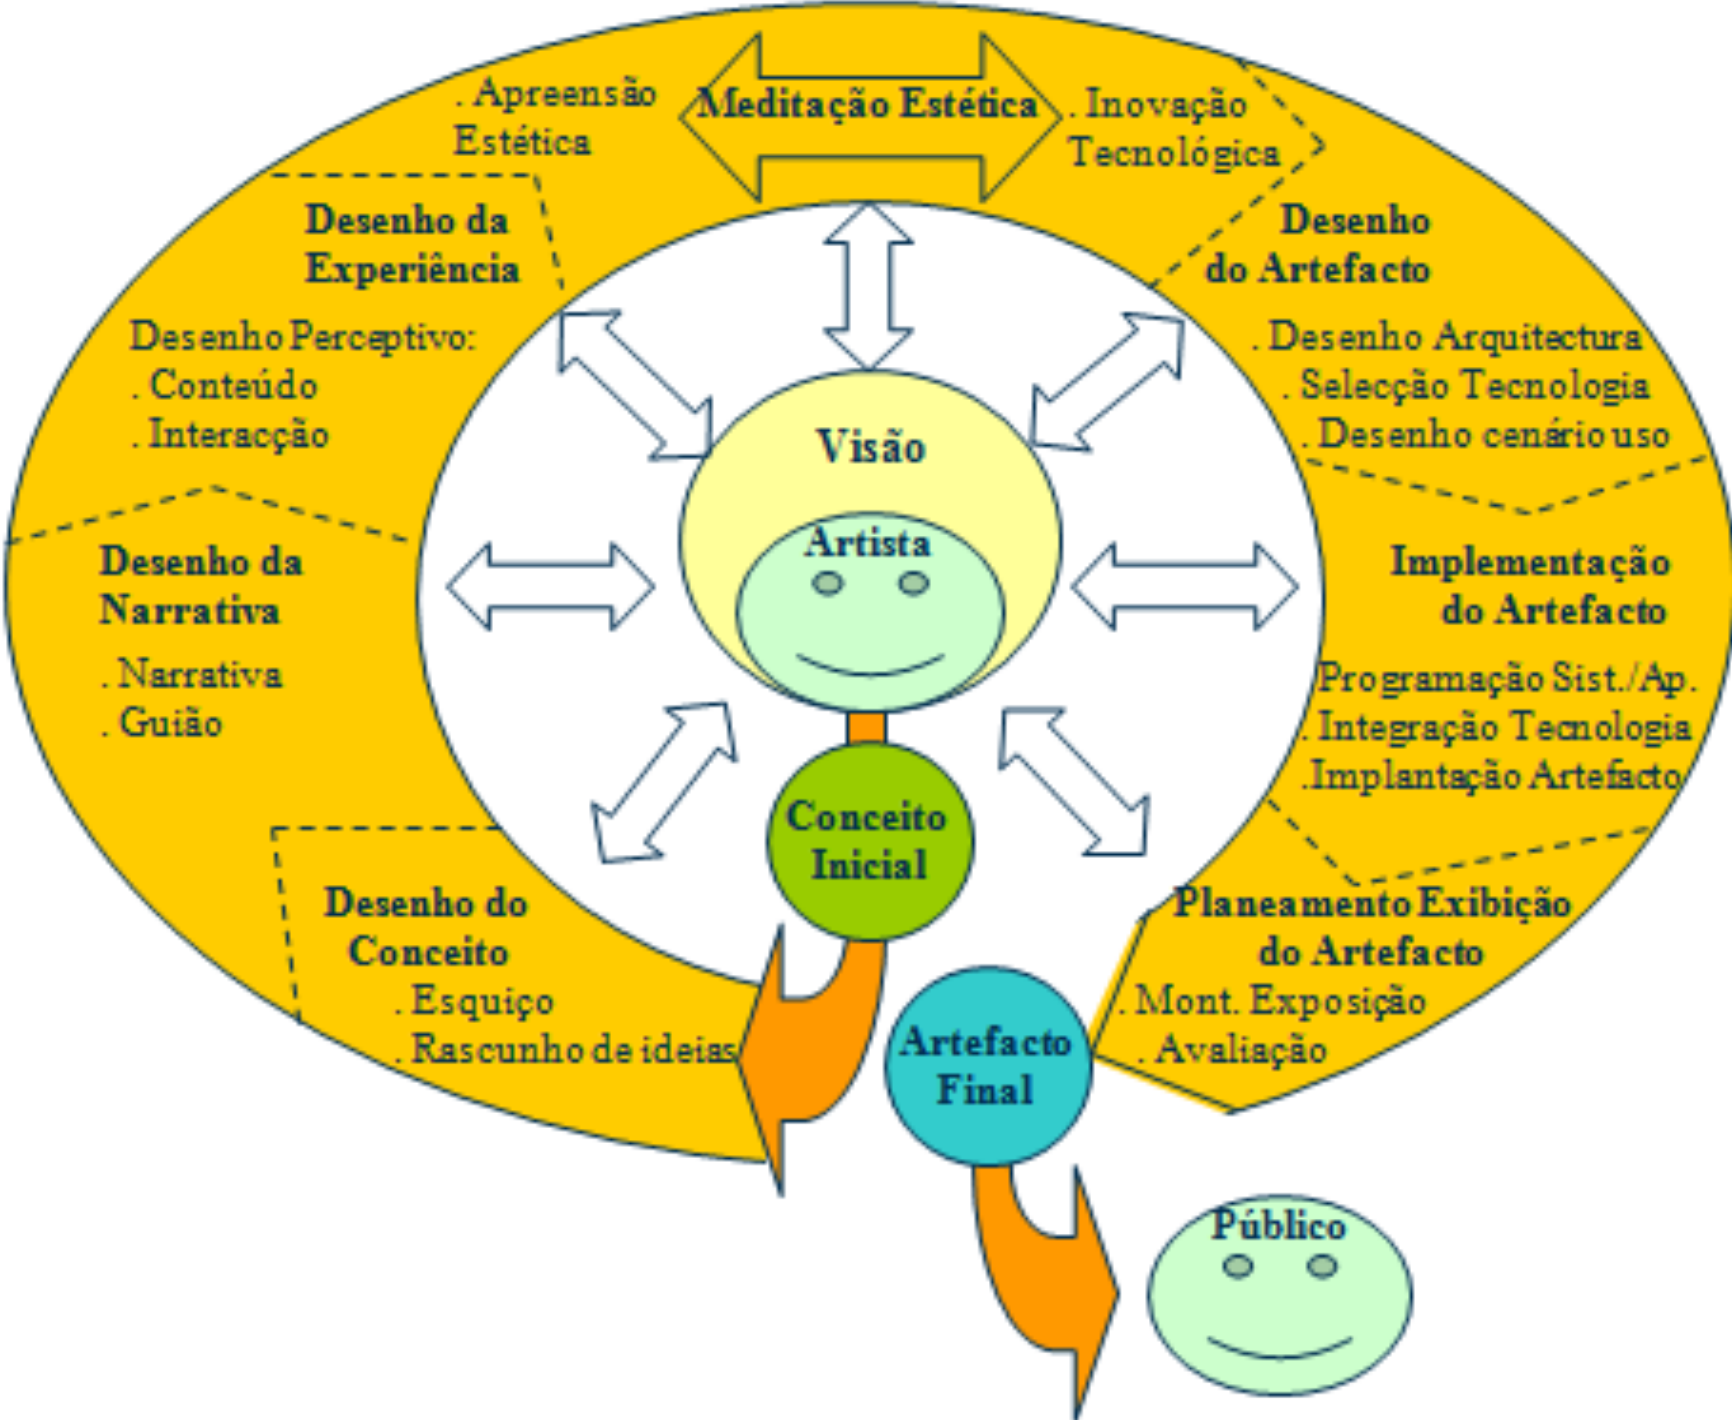 . Apreensão
Estética
Meditação Estética
. Inovação
Tecnológica
Desenho da
Experiência
Desenho Perceptivo:
. Conteúdo
. Interacção
Desenho
do Artefacto
. Desenho Arquitectura
. Selecção Tecnologia
. Desenho cenário uso
Visão
Artista
Desenho da
Narrativa
. Narrativa
. Guião
Implementação
do Artefacto
Programação Sist./Ap.
. Integração Tecnologia
.Implantação Artefacto
Conceito
Inicial
Desenho do
Conceito
. Esquiço
. Rascunho de ideias
Planeamento Exibição
do Artefacto
. Mont. Exposição
. Avaliação
Artefacto
Final
Público